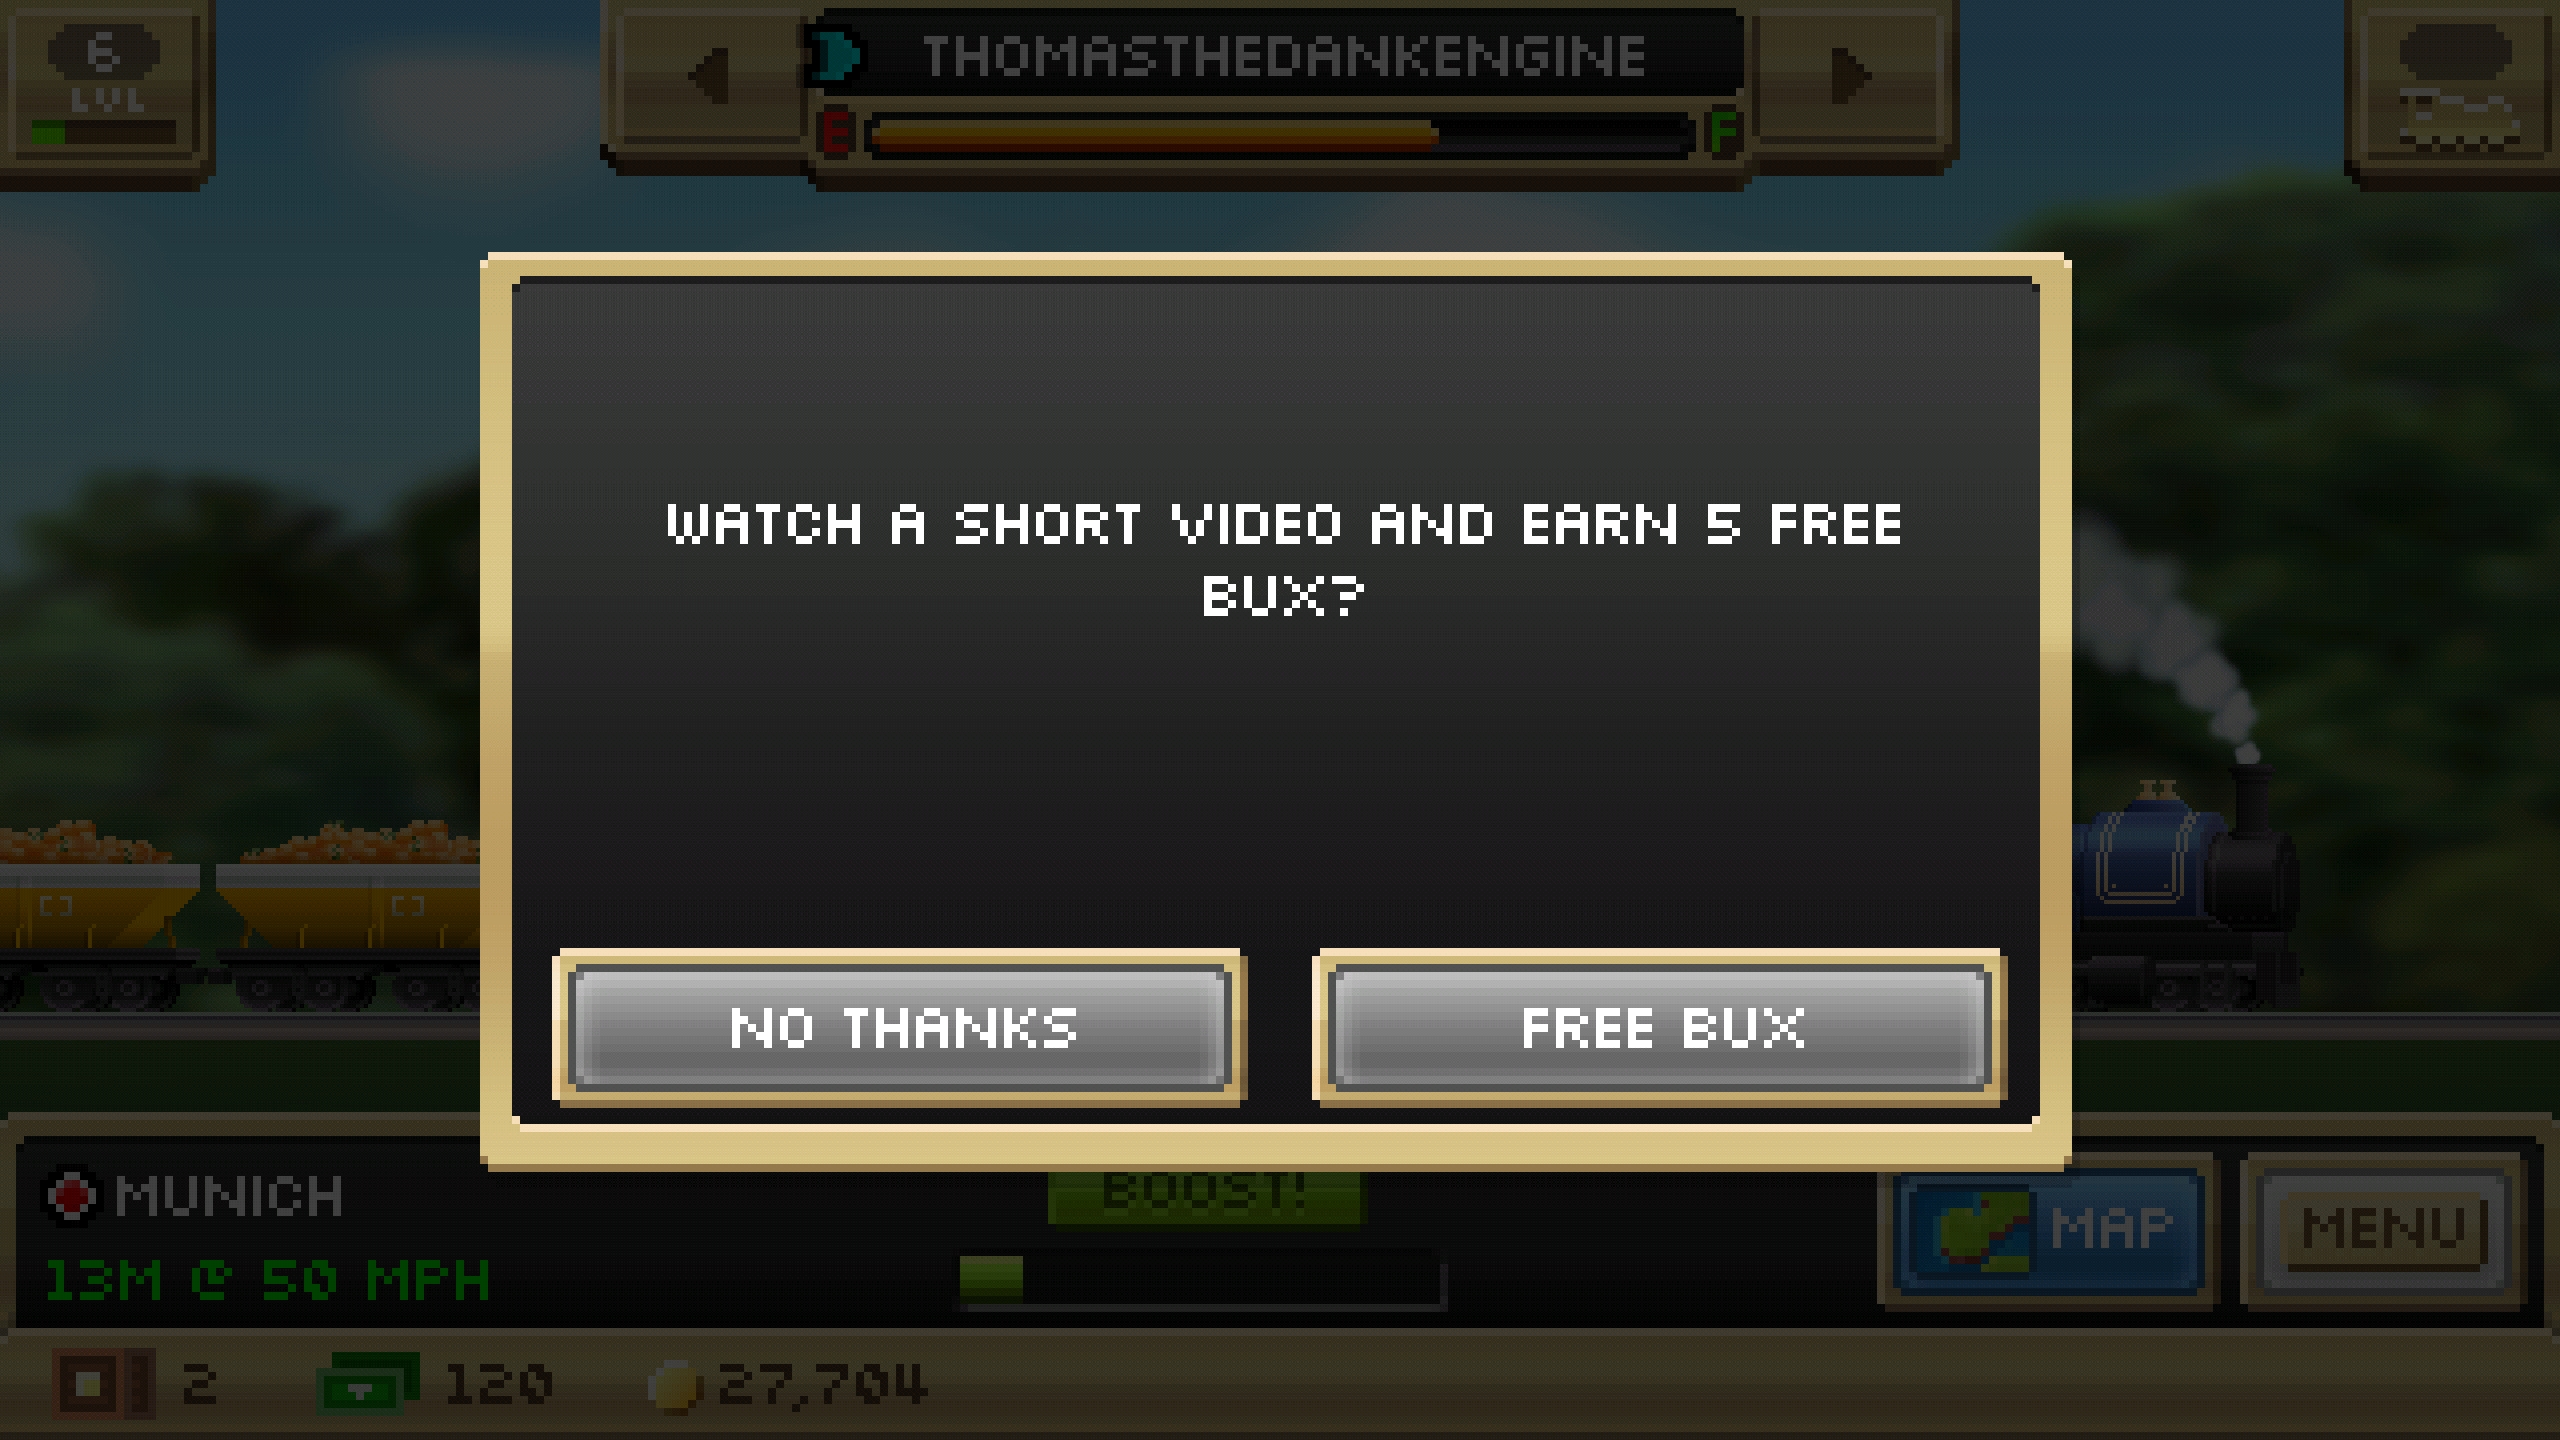 6
LVL
THOMASTHEDANKENGINE
E F
WATCH A SHORT VIDEO AND EARN 5 FREE
BUX?
NO THANKS FREE BUX
MUNICH
BOOST!
MAP MENU
13M @ 50 MPH
2 120 27,704